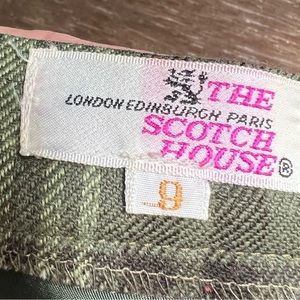 THE
LONDON EDINBURGH PARIS
SCOTCH
HOUSE®
9